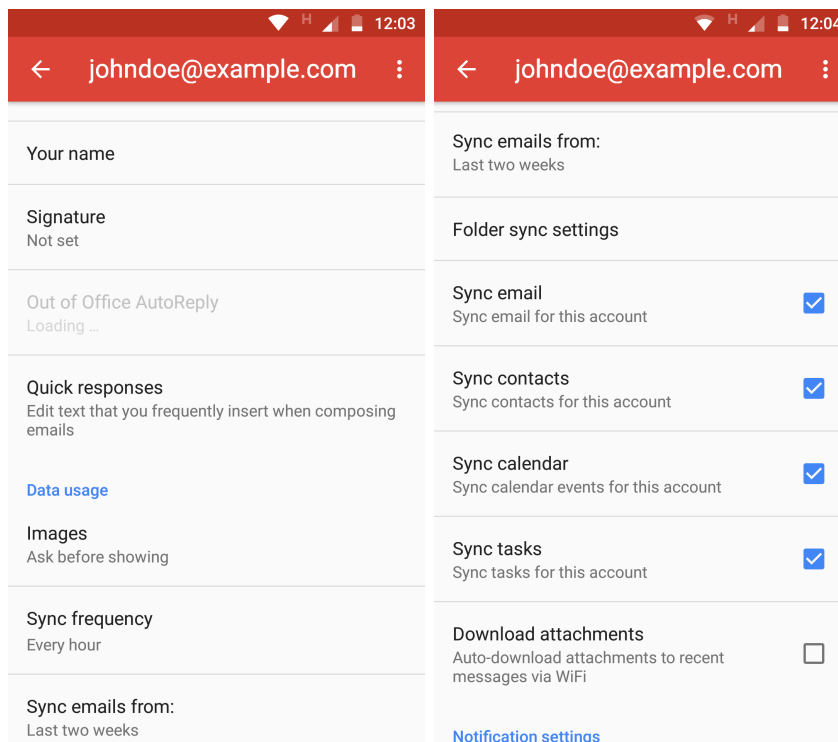 H 12:03
johndoe@example.com
Your name
Signature
Not set
Out of Office AutoReply
Loading ...
Quick responses
Edit text that you frequently insert when composing
emails
Data usage
Images
Ask before showing
Sync frequency
Every hour
Sync emails from:
Last two weeks
H 12:04
johndoe@example.com
Sync emails from:
Last two weeks
Folder sync settings
Sync email
Sync email for this account
Sync contacts
Sync contacts for this account
Sync calendar
Sync calendar events for this account
Sync tasks
Sync tasks for this account
Download attachments
Auto-download attachments to recent
messages via WiFi
Notification settings